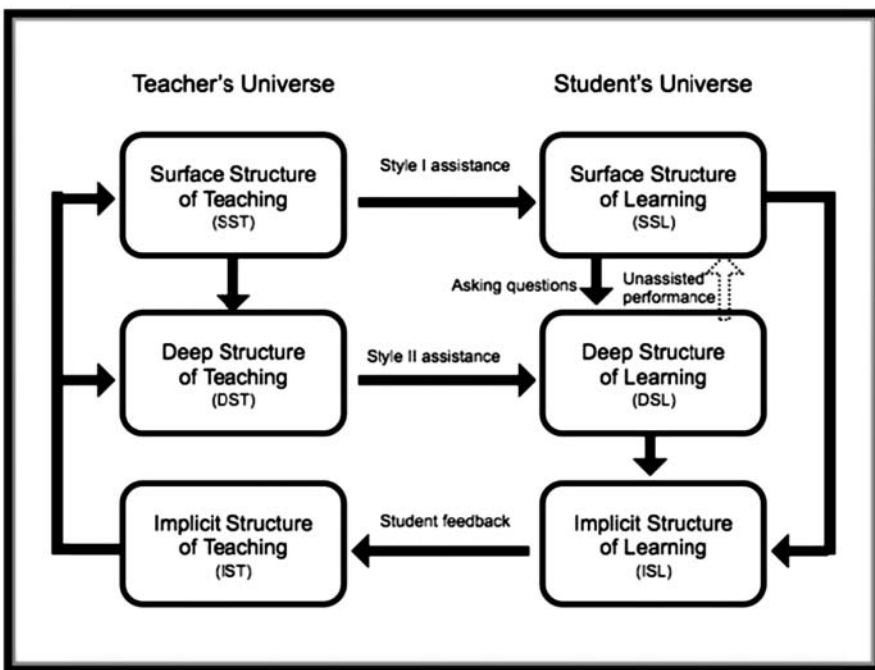 Teacher's Universe
Student's Universe
Surface Structure
of Teaching
(SST)
Style I assistance
Surface Structure
of Learning
(SSL)
Asking questions
Unassisted
performance
Deep Structure
of Teaching
(DST)
Style II assistance
Deep Structure
of Learning
(DSL)
Implicit Structure
of Teaching
(IST)
Student feedback
Implicit Structure
of Learning
(ISL)